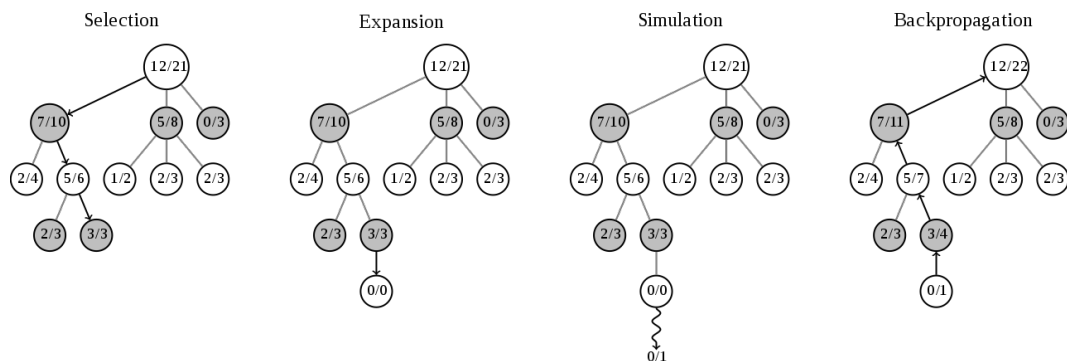 Selection
12/21
7/10 5/8 0/3
2/4 5/6 1/2 2/3 2/3
2/3 3/3
Expansion
12/21
7/10 5/8 0/3
2/4 5/6 1/2 2/3 2/3
2/3 3/3
0/0
Simulation
12/21
7/10 5/8 0/3
2/4 5/6 1/2 2/3 2/3
2/3 3/3
0/0
0/1
Backpropagation
12/22
7/11 5/8 0/3
2/4 5/7 1/2 2/3 2/3
2/3 3/4
0/1